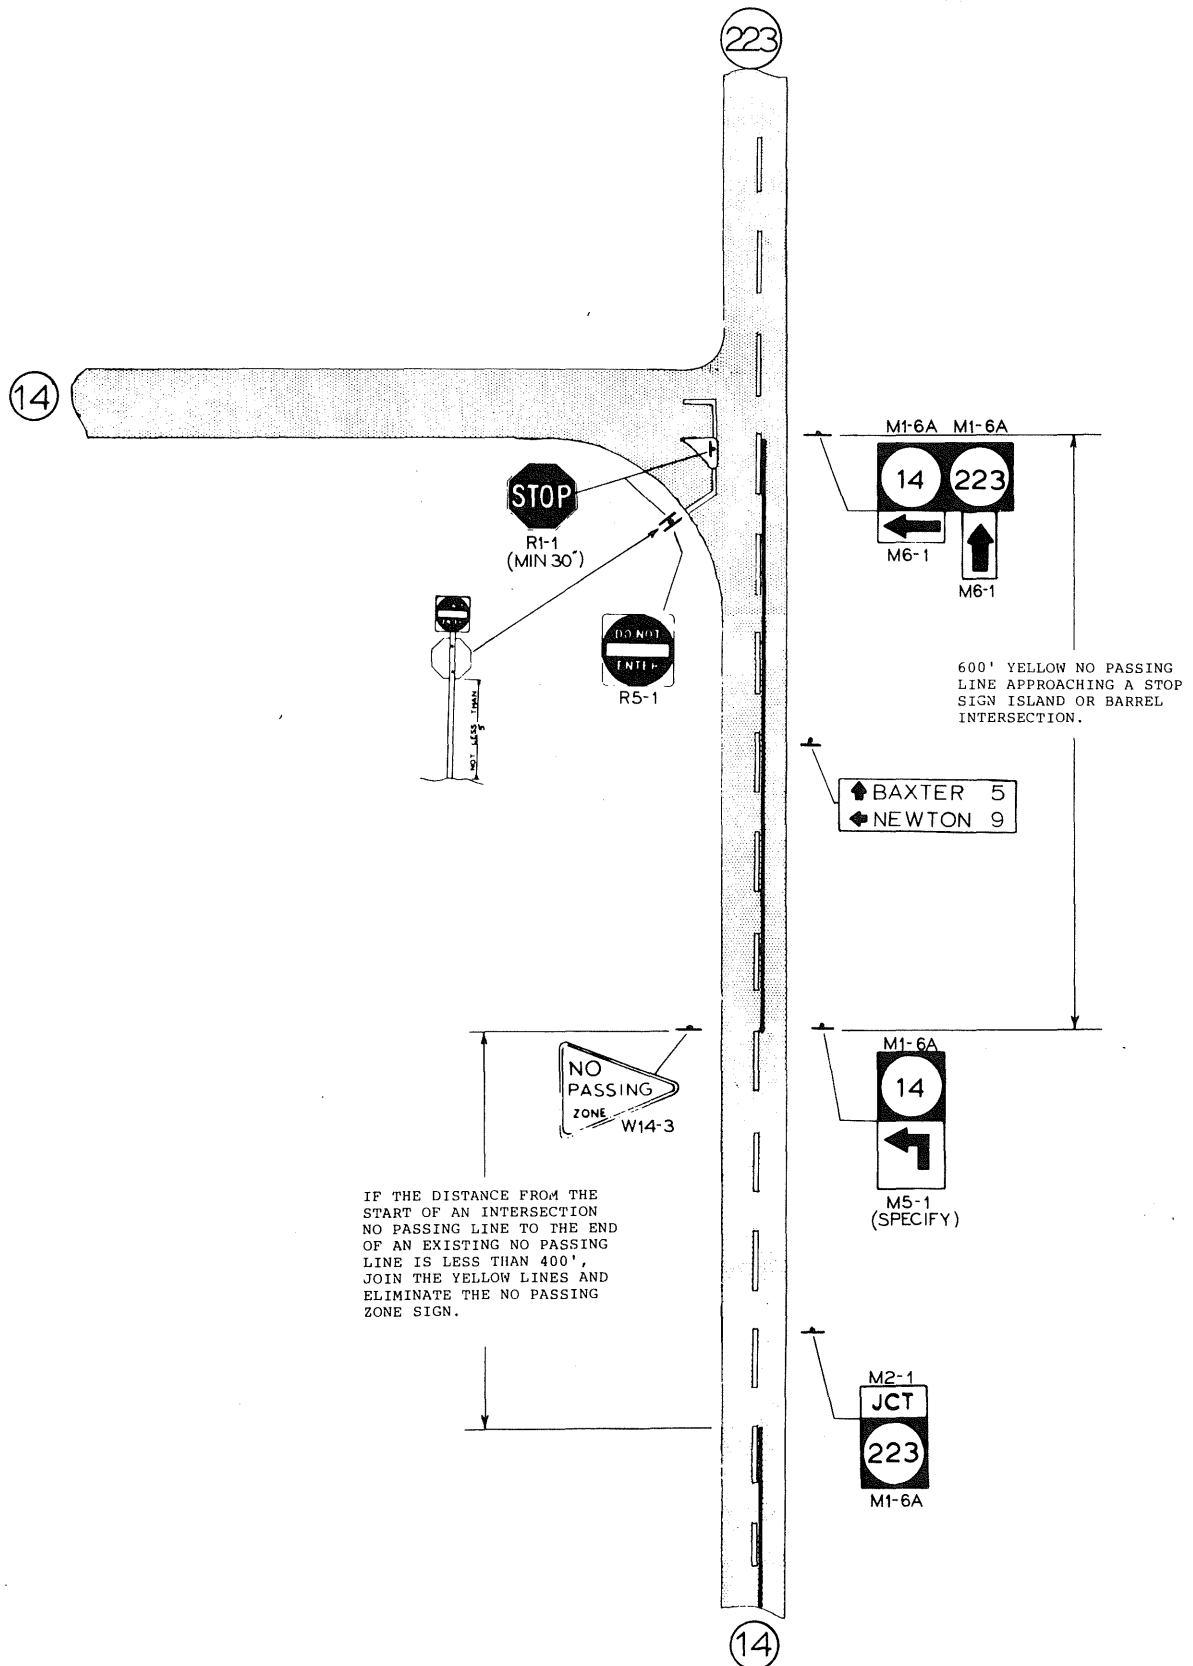 223
14
M1-6A M1-6A
14 223
M6-1
M6-1
STOP
R1-1
(MIN 30")
DO NOT
ENTER
R5-1
NOT LESS THAN
5'
600' YELLOW NO PASSING
LINE APPROACHING A STOP
SIGN ISLAND OR BARREL
INTERSECTION.
BAXTER 5
NEWTON 9
NO
PASSING
ZONE
W14-3
M1-6A
14
M5-1
(SPECIFY)
IF THE DISTANCE FROM THE
START OF AN INTERSECTION
NO PASSING LINE TO THE END
OF AN EXISTING NO PASSING
LINE IS LESS THAN 400',
JOIN THE YELLOW LINES AND
ELIMINATE THE NO PASSING
ZONE SIGN.
M2-1
JCT
223
M1-6A
14